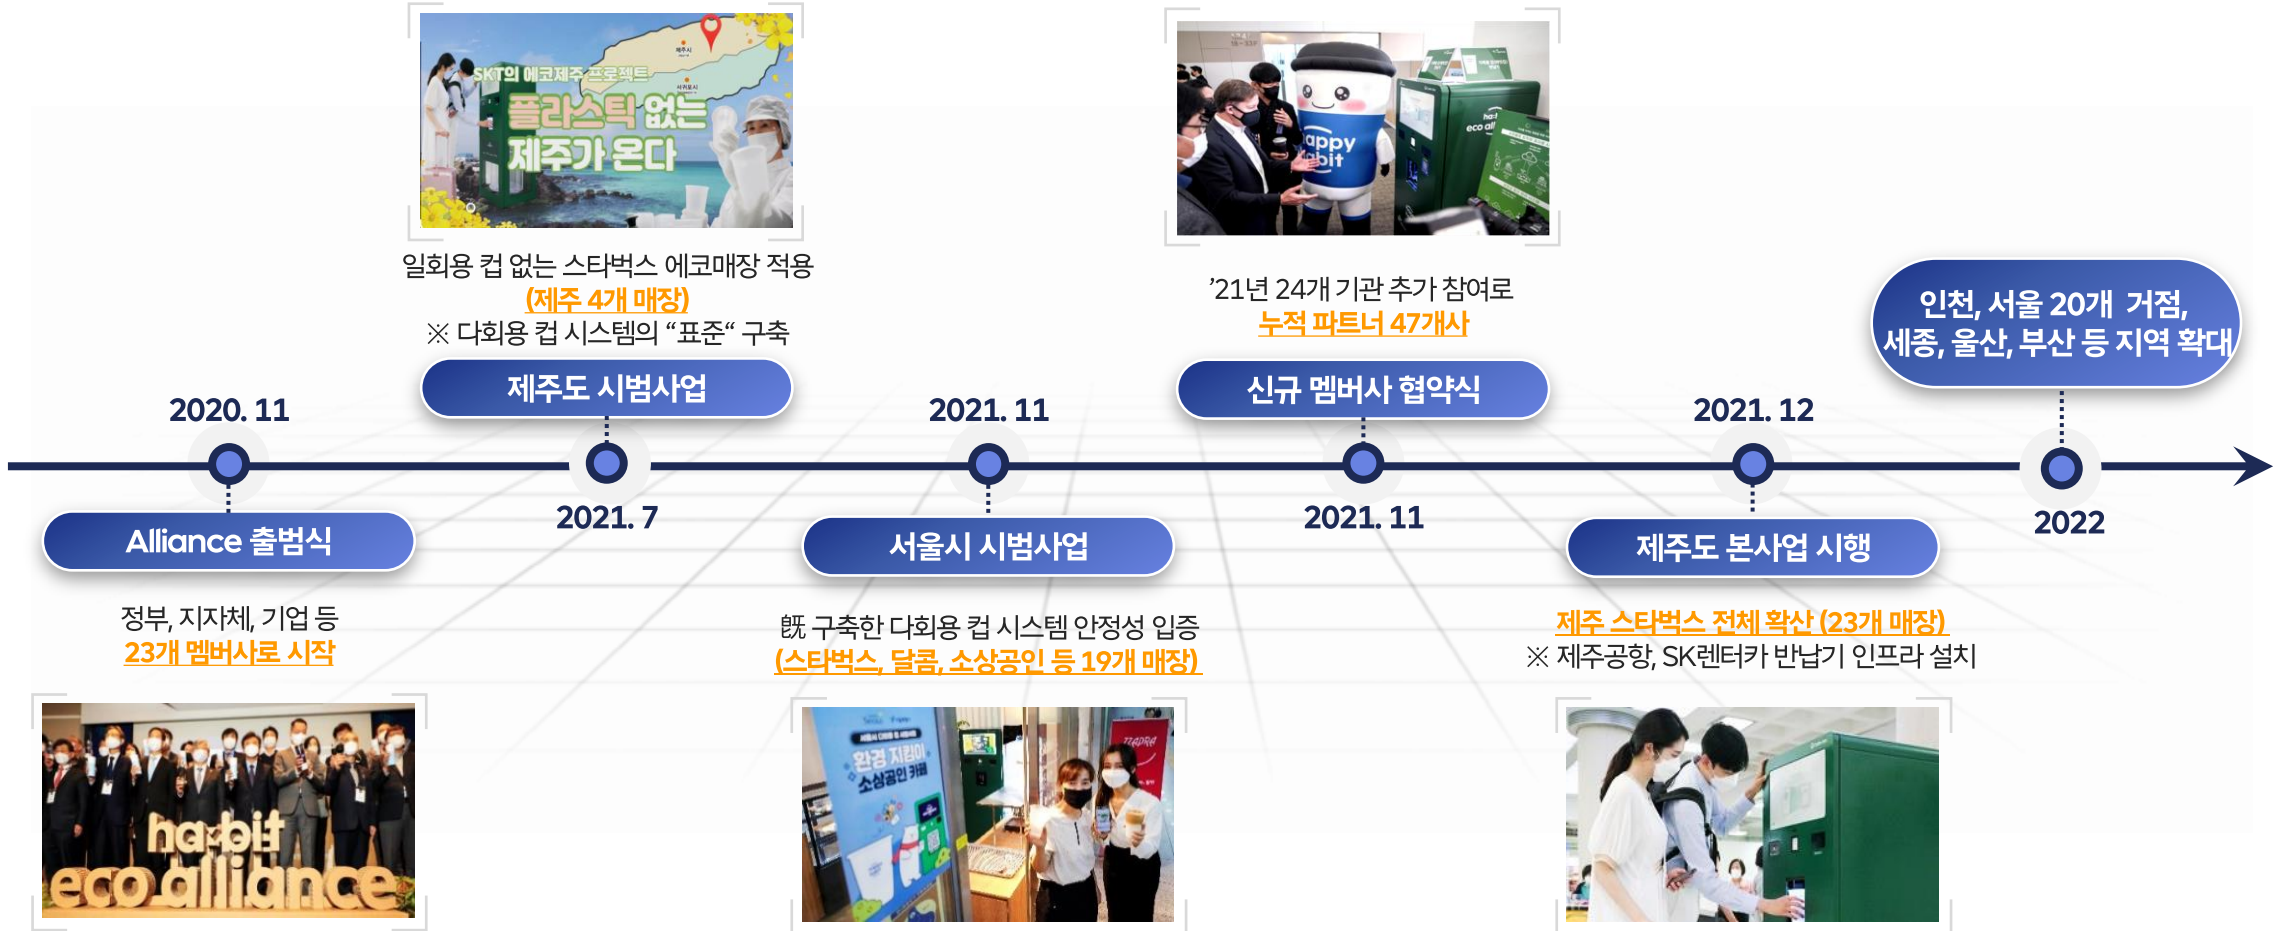 2020. 11
Alliance 출범식
정부, 지자체, 기업 등
23개 멤버사로 시작
ha:bit
eco alliance
제주시
서귀포시
SKT의 에코제주 프로젝트
플라스틱 없는
제주가 온다
일회용 컵 없는 스타벅스 에코매장 적용
(제주 4개 매장)
※ 다회용 컵 시스템의 “표준“ 구축
제주도 시범사업
2021. 7
2021. 11
서울시 시범사업
旣 구축한 다회용 컵 시스템 안정성 입증
(스타벅스, 달콤, 소상공인 등 19개 매장)
환경 지킴이
소상공인 카페
happy
habit
ha:bi
eco all
’21년 24개 기관 추가 참여로
누적 파트너 47개사
신규 멤버사 협약식
2021. 11
2021. 12
제주도 본사업 시행
제주 스타벅스 전체 확산 (23개 매장)
※ 제주공항, SK렌터카 반납기 인프라 설치
인천, 서울 20개 거점,
세종, 울산, 부산 등 지역 확대
2022